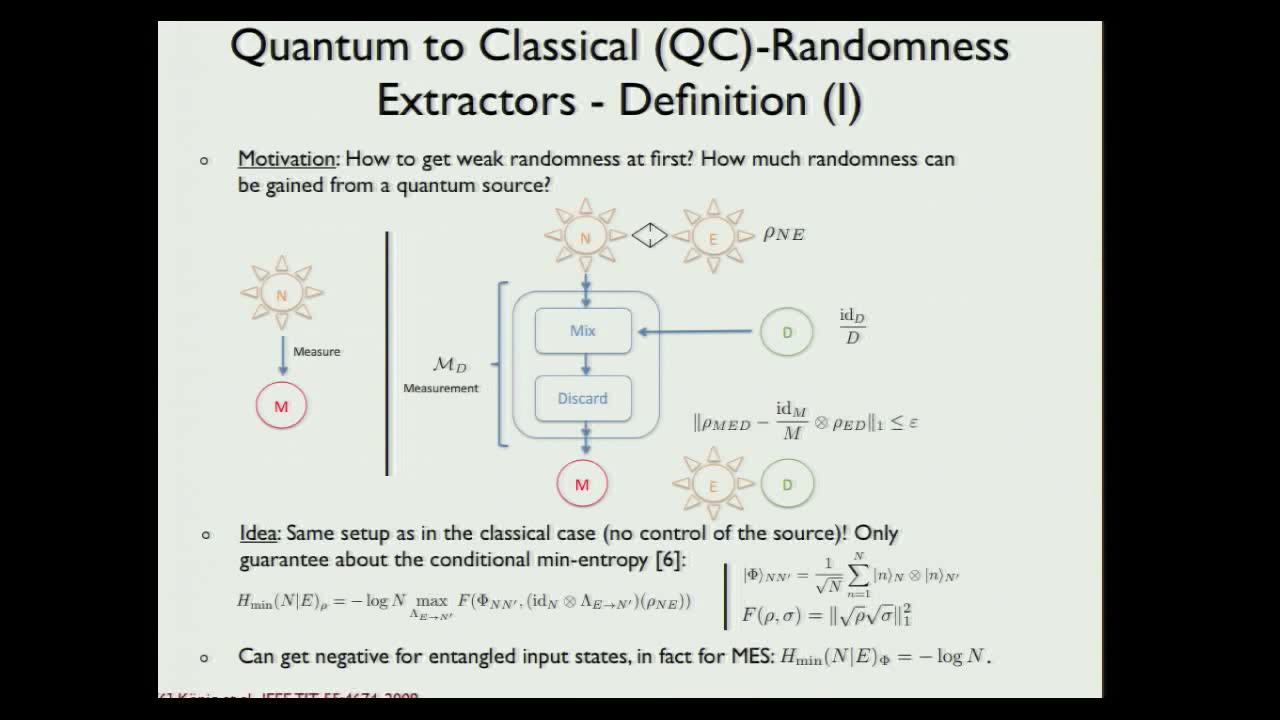 Quantum to Classical (QC)-Randomness
Extractors - Definition (I)
Motivation: How to get weak randomness at first? How much randomness can
be gained from a quantum source?
N
E
ρ_{NE}
N
Measure
M
M_D
Measurement
Mix
Discard
D
id_D / D
‖ρ_{MED} − id_M / M ⊗ ρ_{ED}‖_1 ≤ ε
M
E
D
Idea: Same setup as in the classical case (no control of the source)! Only
guarantee about the conditional min-entropy [6]:
H_{min}(N|E)_ρ = − log N max_{Λ_{E→N'}} F(Φ_{NN'}, (id_N ⊗ Λ_{E→N'})(ρ_{NE}))
|Φ⟩_{NN'} = 1/√N ∑_{n=1}^{N} |n⟩_N ⊗ |n⟩_{N'}
F(ρ, σ) = ‖√ρ√σ‖_1^2
Can get negative for entangled input states, in fact for MES: H_{min}(N|E)_Φ = − log N .